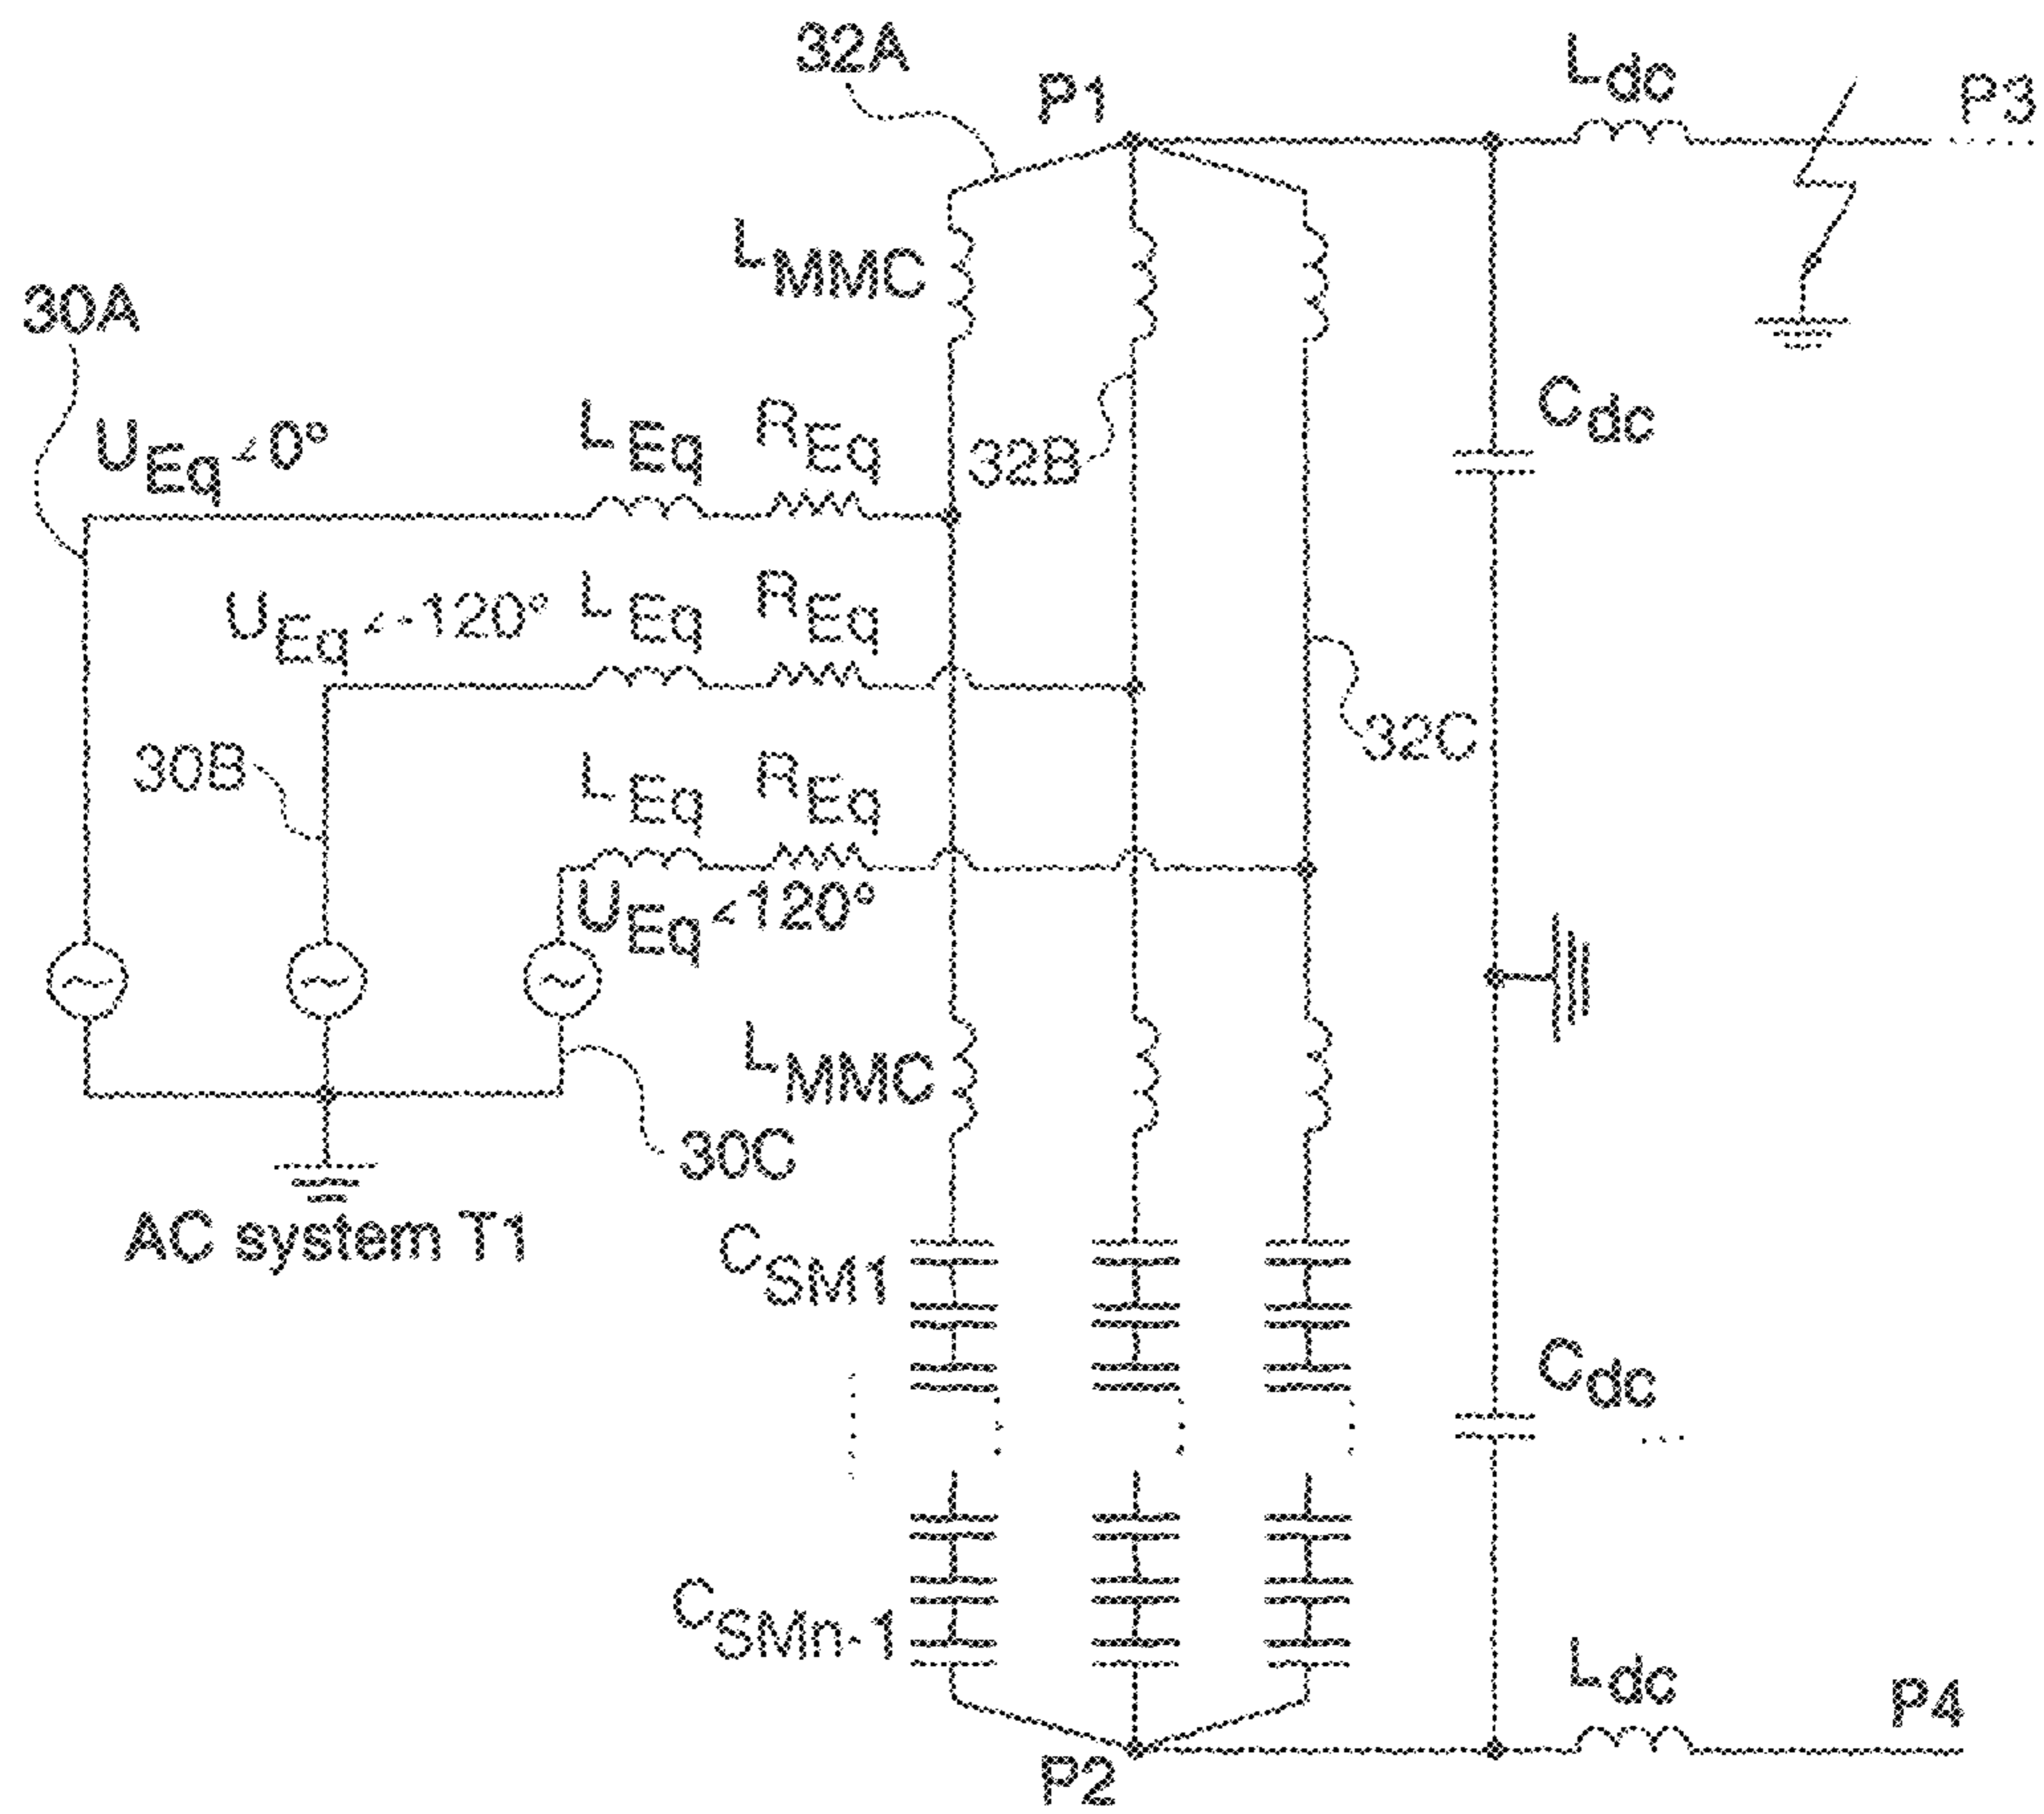 32A
P1
Ldc
P3
LMMC
30A
UEq∠0°
LEq
REq
32B
Cdc
UEq∠-120°
LEq
REq
30B
LEq
REq
32C
UEq∠120°
LMMC
30C
AC system T1
CSM1
Cdc
CSMn-1
Ldc
P4
P2